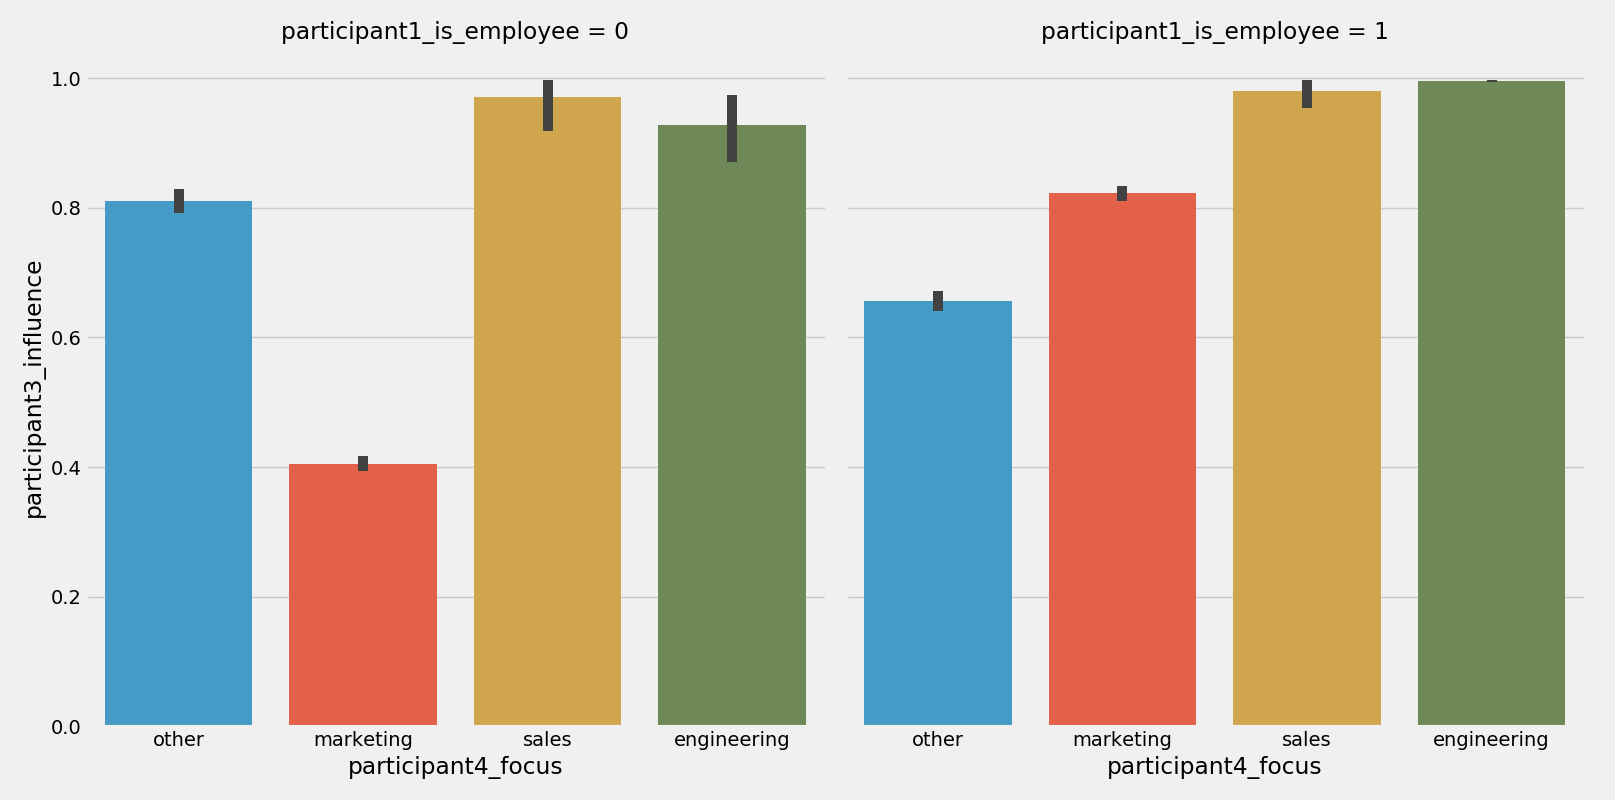 participant1_is_employee = 0
participant1_is_employee = 1
participant3_influence
1.0
0.8
0.6
0.4
0.2
0.0
other marketing sales engineering
other marketing sales engineering
participant4_focus
participant4_focus